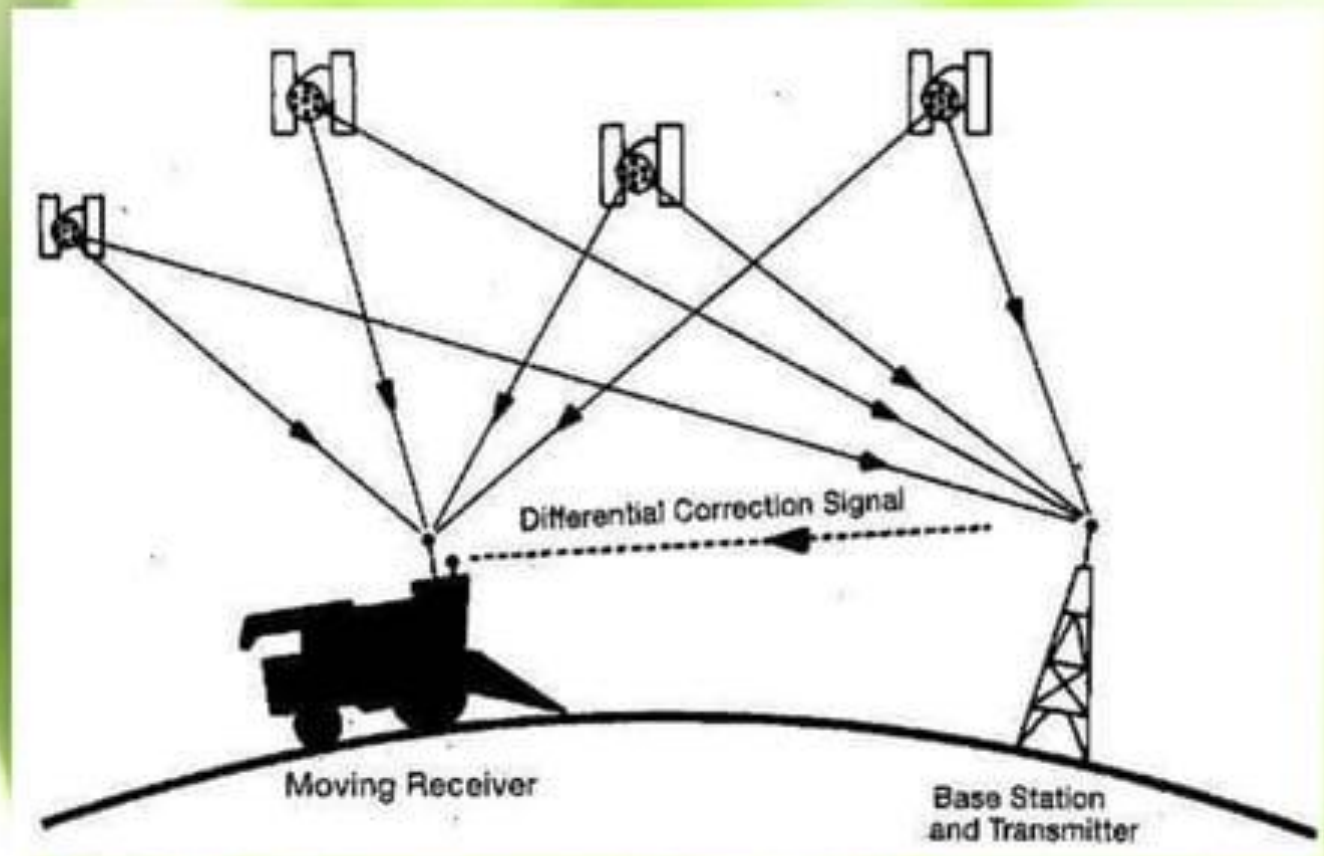 Differential Correction Signal
Moving Receiver
Base Station
and Transmitter